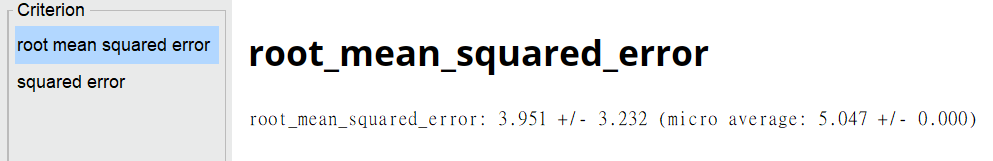 Criterion
root mean squared error
squared error
root_mean_squared_error
root_mean_squared_error: 3.951 +/- 3.232 (micro average: 5.047 +/- 0.000)